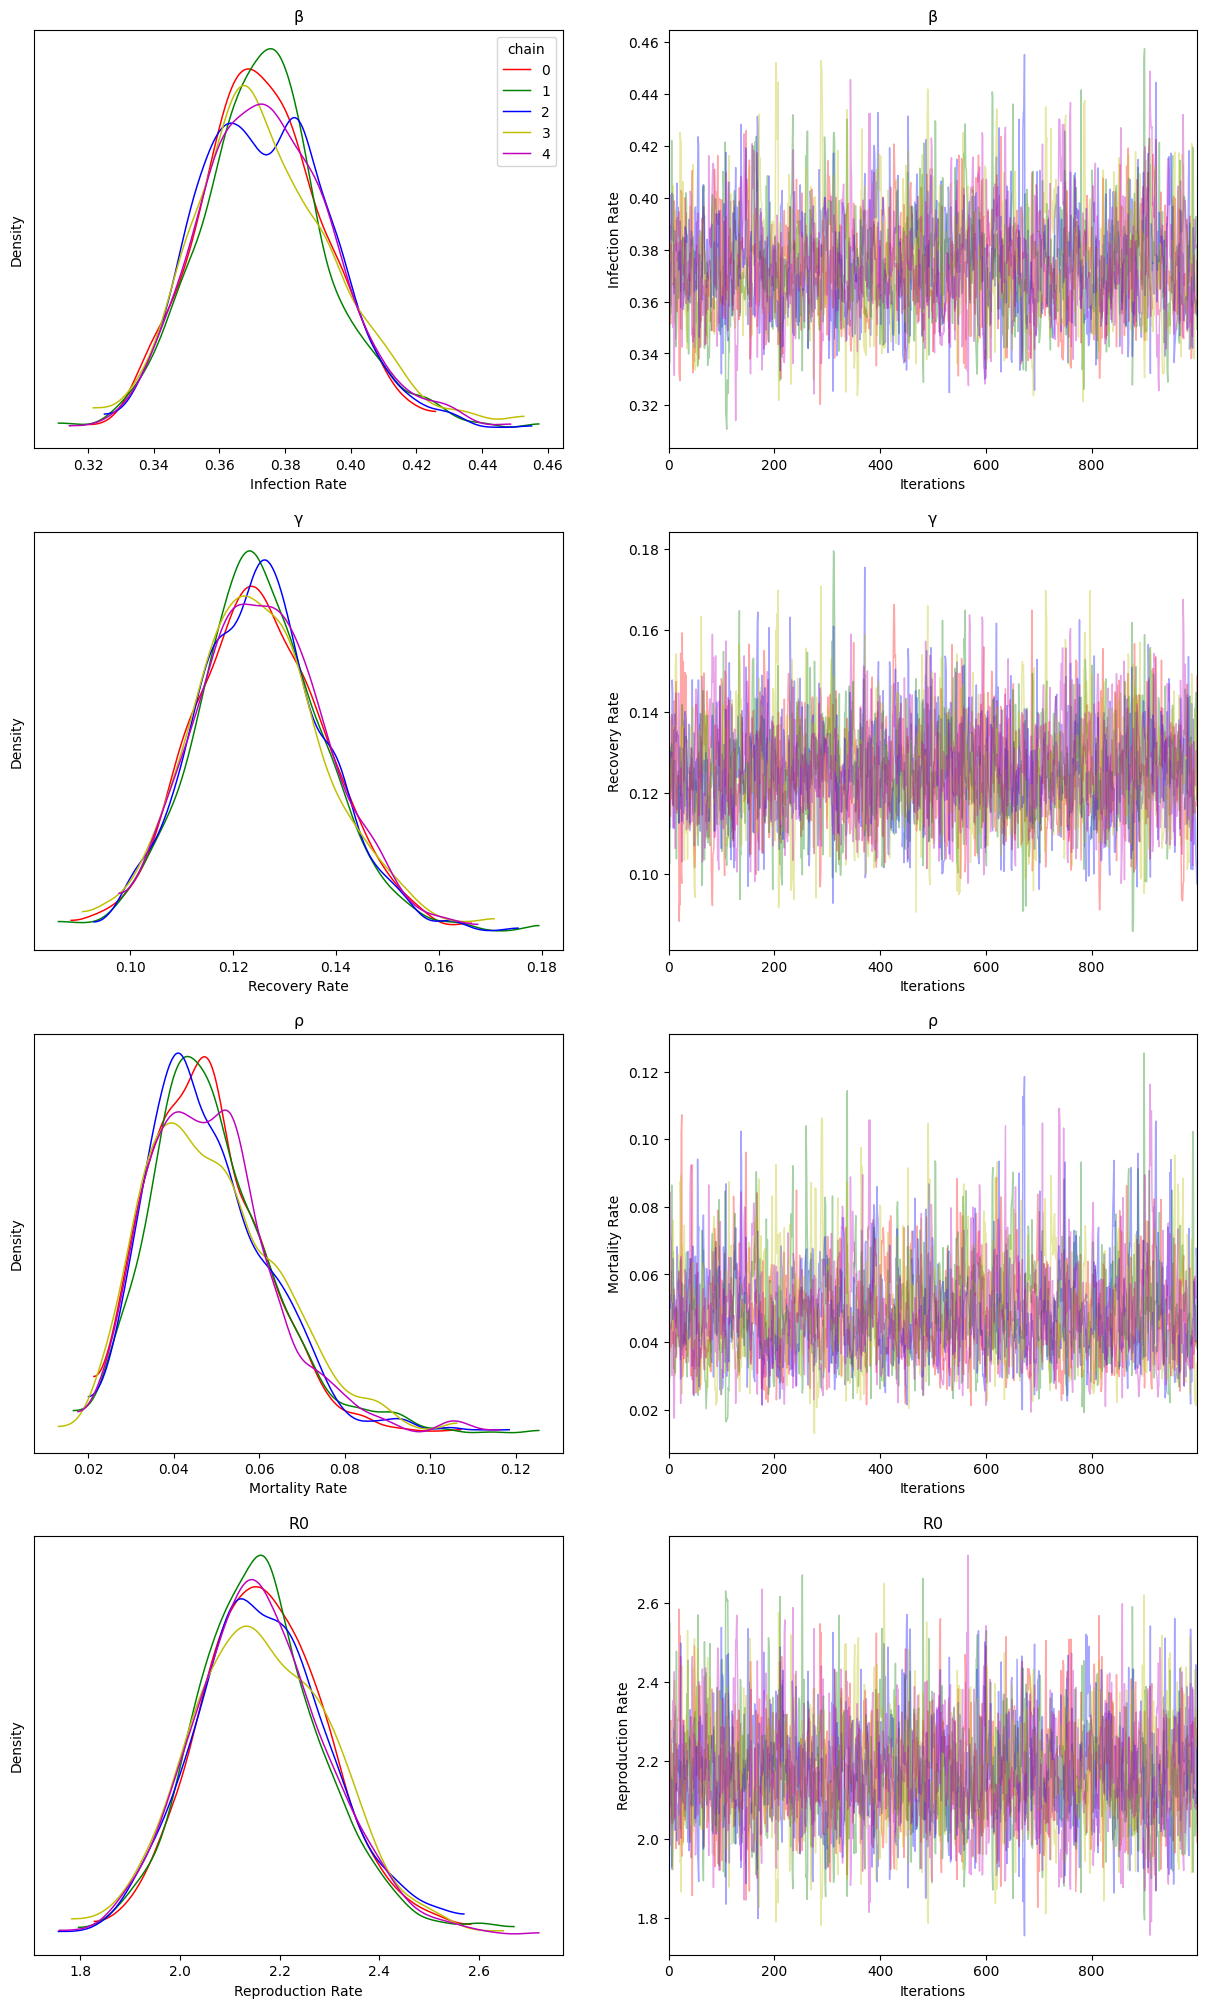 β
chain
0
1
2
3
4
Density
0.32 0.34 0.36 0.38 0.40 0.42 0.44 0.46
Infection Rate
β
0.46
0.44
0.42
0.40
0.38
0.36
0.34
0.32
Infection Rate
0 200 400 600 800
Iterations
γ
Density
0.10 0.12 0.14 0.16 0.18
Recovery Rate
γ
0.18
0.16
0.14
0.12
0.10
Recovery Rate
0 200 400 600 800
Iterations
ρ
Density
0.02 0.04 0.06 0.08 0.10 0.12
Mortality Rate
ρ
0.12
0.10
0.08
0.06
0.04
0.02
Mortality Rate
0 200 400 600 800
Iterations
R0
Density
1.8 2.0 2.2 2.4 2.6
Reproduction Rate
R0
2.6
2.4
2.2
2.0
1.8
Reproduction Rate
0 200 400 600 800
Iterations